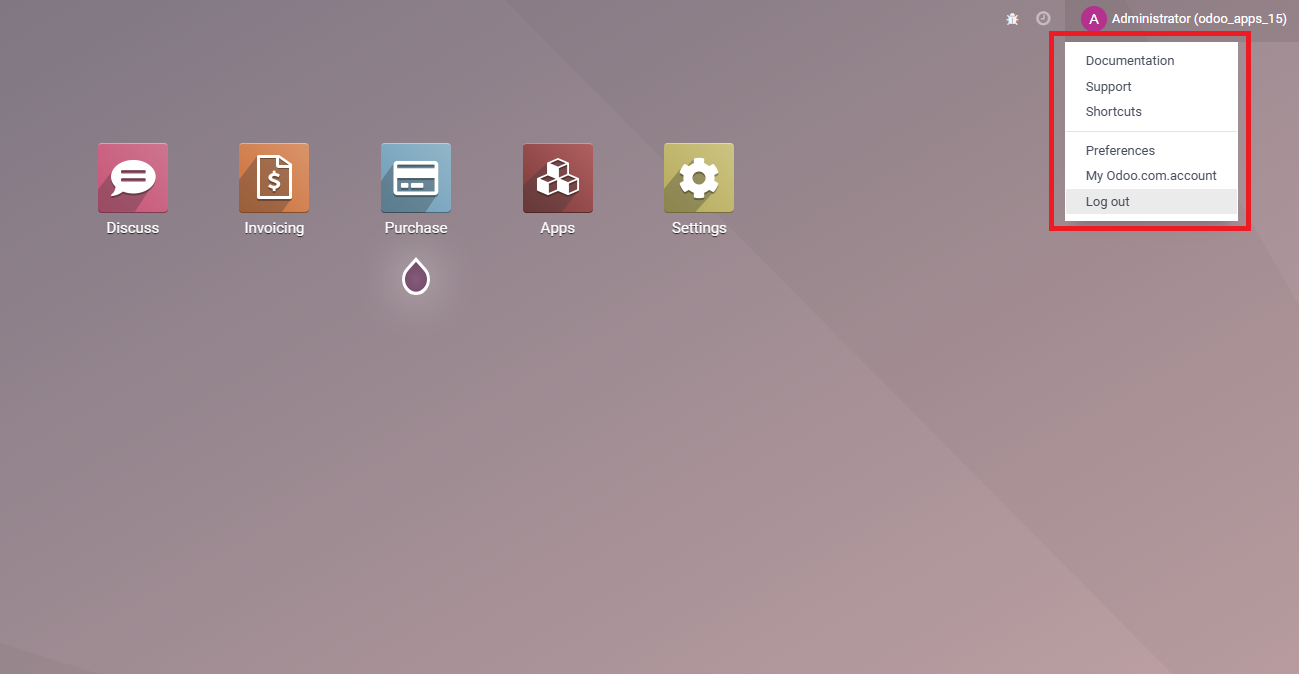 A Administrator (odoo_apps_15)
Documentation
Support
Shortcuts
Preferences
My Odoo.com.account
Log out
Discuss
$
Invoicing
Purchase
Apps
Settings